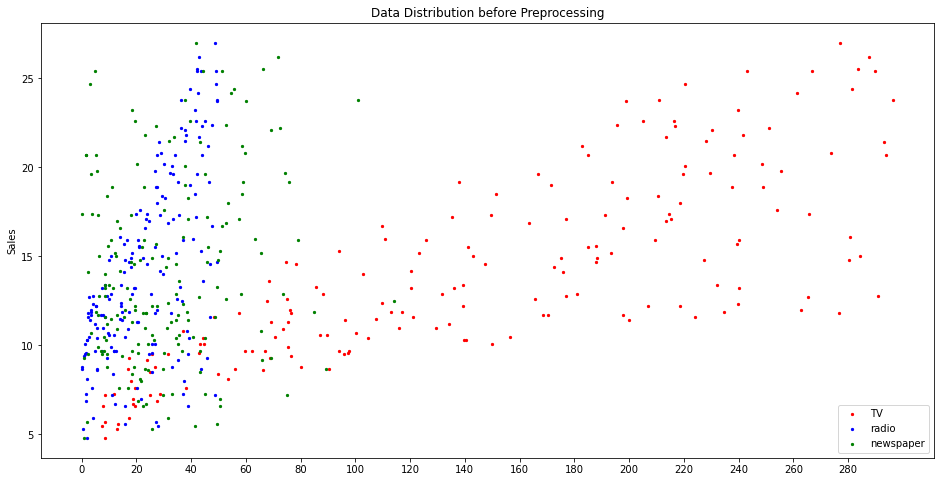 Data Distribution before Preprocessing
Sales
25
20
15
10
5
0 20 40 60 80 100 120 140 160 180 200 220 240 260 280
TV
radio
newspaper